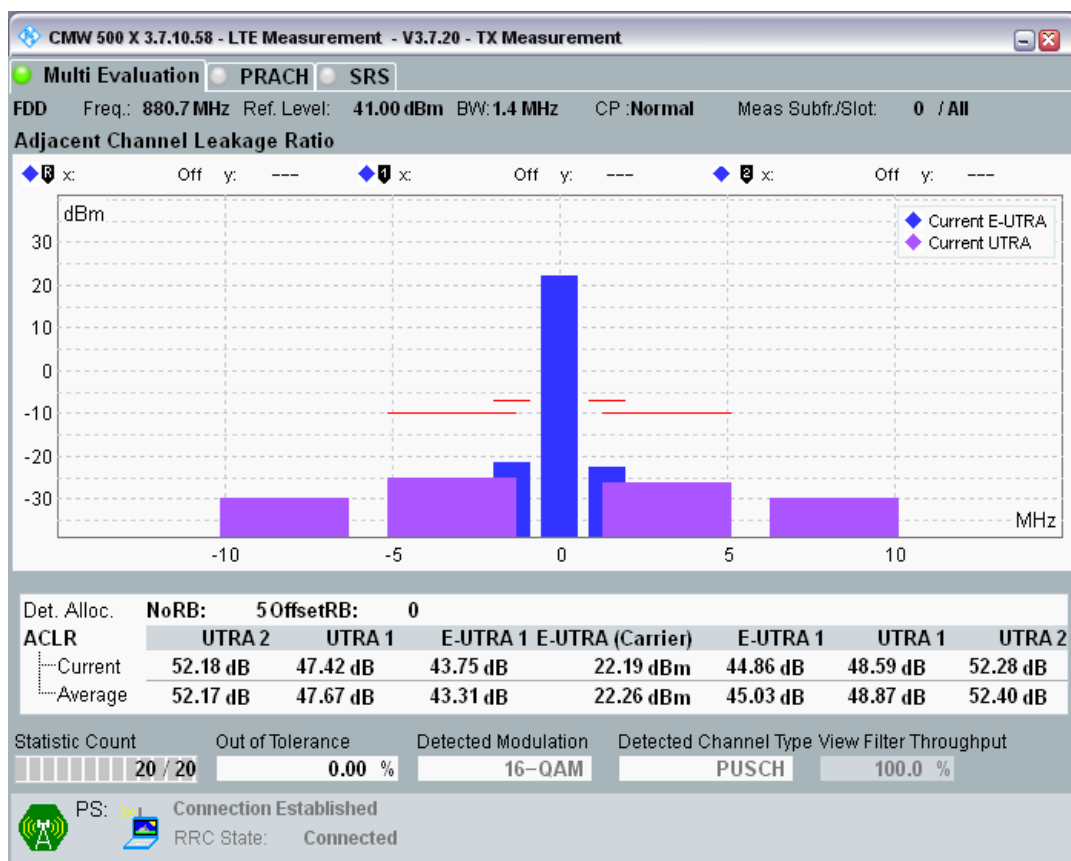 CMW 500 X 3.7.10.58 - LTE Measurement - V3.7.20 - TX Measurement
Multi Evaluation PRACH SRS
FDD Freq.: 880.7 MHz Ref. Level: 41.00 dBm BW: 1.4 MHz CP :Normal Meas Subfr./Slot: 0 / All
Adjacent Channel Leakage Ratio
R x: Off y: --- 1 x: Off y: --- 2 x: Off y: ---
dBm
Current E-UTRA
Current UTRA
30
20
10
0
-10
-20
-30
MHz
-10 -5 0 5 10
Det. Alloc. NoRB: 5 OffsetRB: 0
ACLR UTRA 2 UTRA 1 E-UTRA 1 E-UTRA (Carrier) E-UTRA 1 UTRA 1 UTRA 2
Current 52.18 dB 47.42 dB 43.75 dB 22.19 dBm 44.86 dB 48.59 dB 52.28 dB
Average 52.17 dB 47.67 dB 43.31 dB 22.26 dBm 45.03 dB 48.87 dB 52.40 dB
Statistic Count Out of Tolerance Detected Modulation Detected Channel Type View Filter Throughput
20 / 20 0.00 % 16-QAM PUSCH 100.0 %
PS: Connection Established
RRC State: Connected